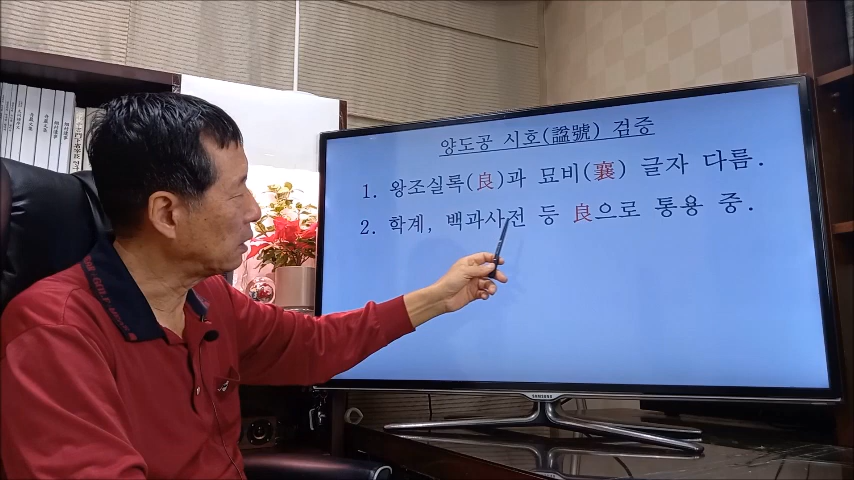 양도공 시호(諡號) 검증
1. 왕조실록(良)과 묘비(襄) 글자 다름.
2. 학계, 백과사전 등 良으로 통용 중.
SAMSUNG